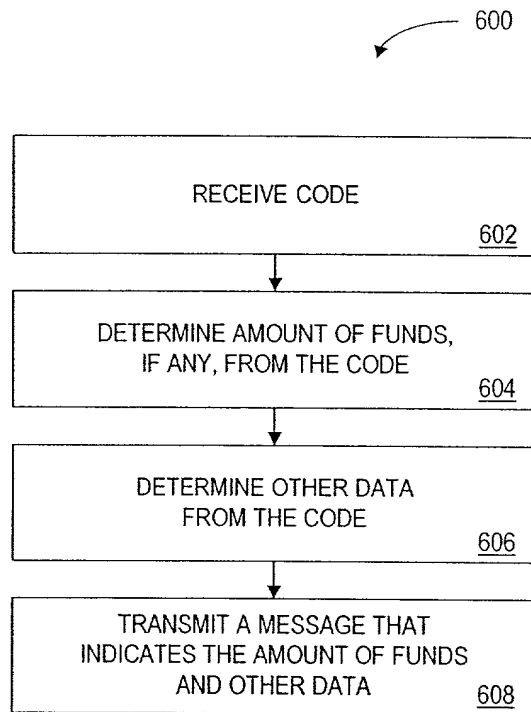 600
RECEIVE CODE
602
DETERMINE AMOUNT OF FUNDS,
IF ANY, FROM THE CODE
604
DETERMINE OTHER DATA
FROM THE CODE
606
TRANSMIT A MESSAGE THAT
INDICATES THE AMOUNT OF FUNDS
AND OTHER DATA
608